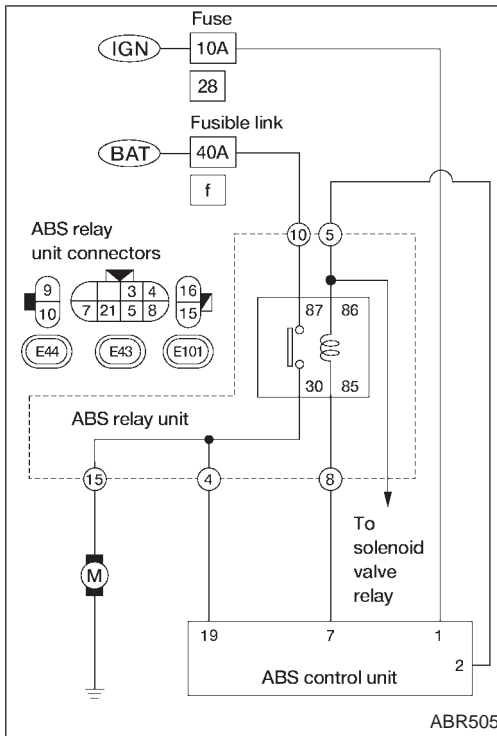 Fuse
IGN 10A
28
Fusible link
BAT 40A
f
ABS relay
unit connectors
10 5
9 3 4 16
10 7 21 5 8 15
E44 E43 E101
87 86
30 85
ABS relay unit
15 4 8
To
solenoid
valve
relay
M
19 7 1
2
ABS control unit
ABR505